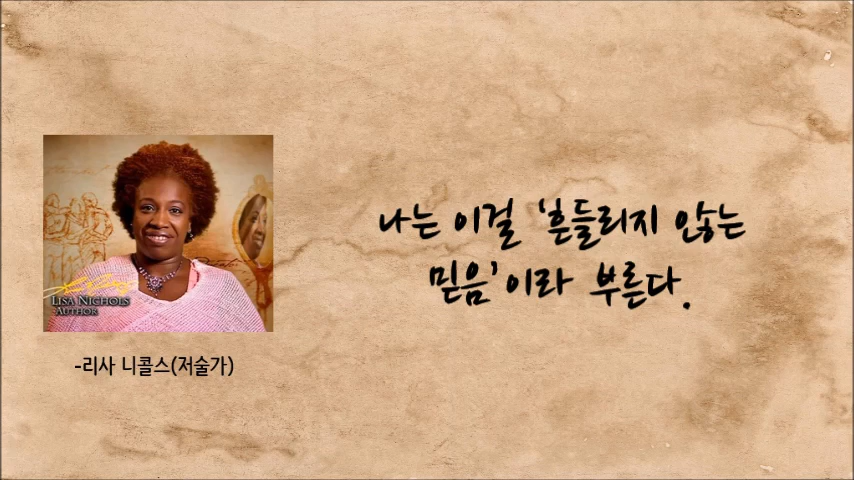 LISA NICHOLS
AUTHOR
-리사 니콜스(저술가)
나는 이걸 '흔들리지 않는
믿음'이라 부른다.